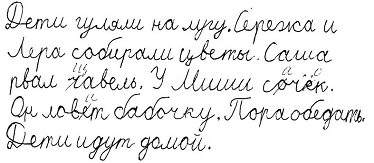 Дети гуляли на лугу. Сережка и
Лера собирали цветы. Саша
рвал щавель. У Миши сачок.
Он ловит бабочку. Пора обедать.
Дети идут домой.